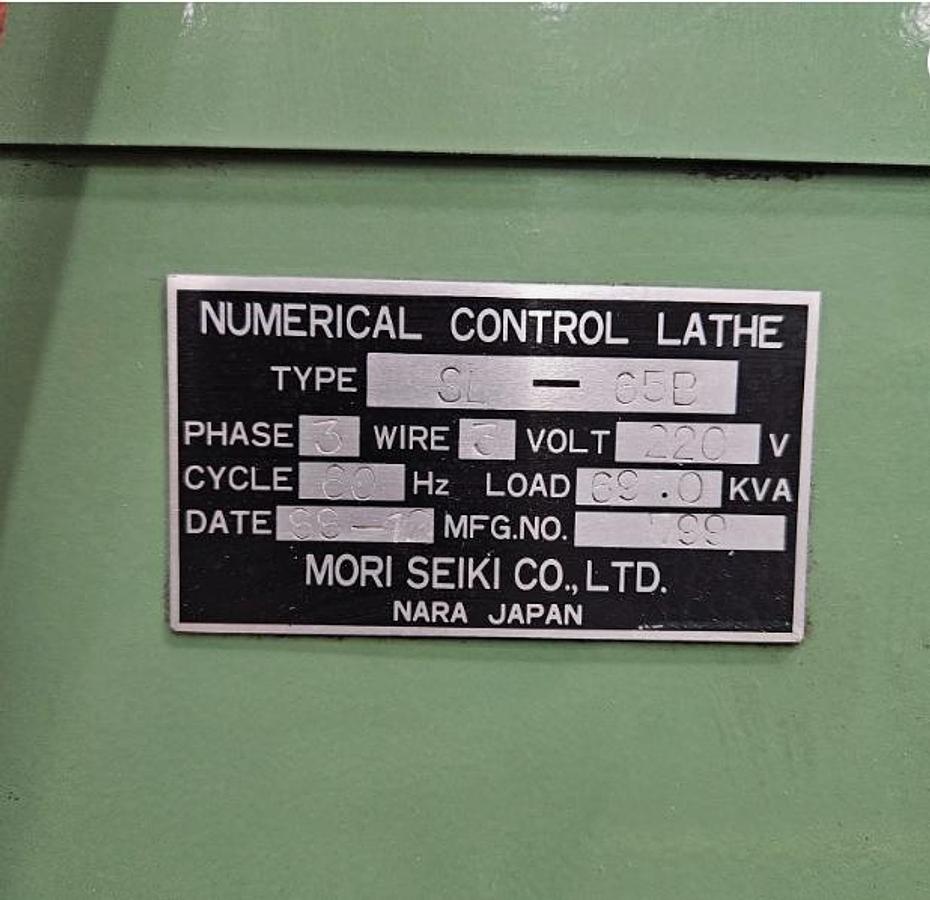 NUMERICAL CONTROL LATHE
TYPE SL — 65B
PHASE 3 WIRE 3 VOLT 220 V
CYCLE 60 Hz LOAD 69.0 KVA
DATE MFG.NO.
MORI SEIKI CO., LTD.
NARA JAPAN